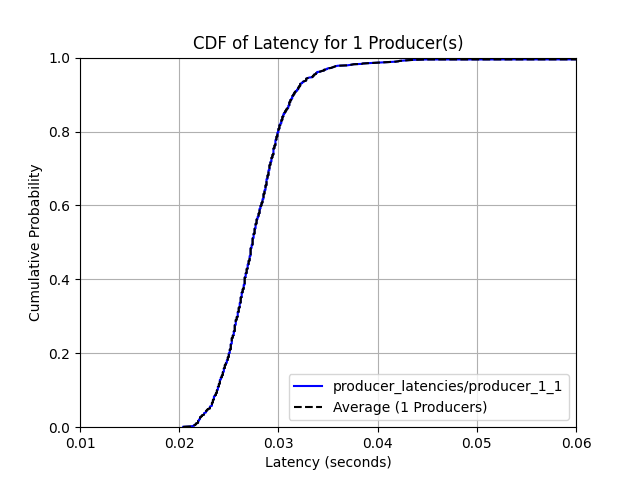 CDF of Latency for 1 Producer(s)
1.0
0.8
0.6
0.4
0.2
0.0
Cumulative Probability
producer_latencies/producer_1_1
Average (1 Producers)
0.01 0.02 0.03 0.04 0.05 0.06
Latency (seconds)